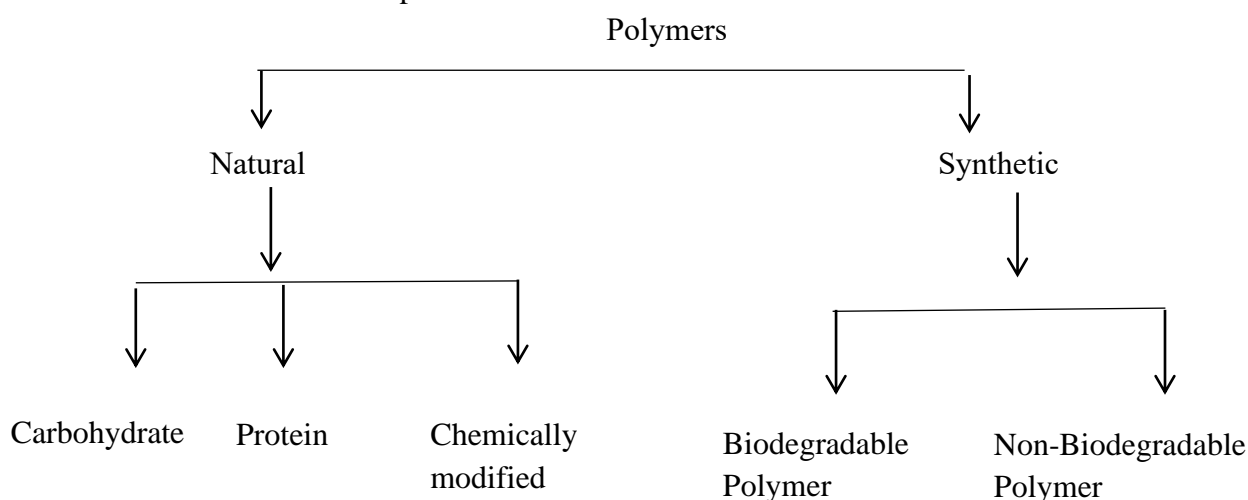 Polymers
Natural
Synthetic
Carbohydrate
Protein
Chemically
modified
Biodegradable
Polymer
Non-Biodegradable
Polymer